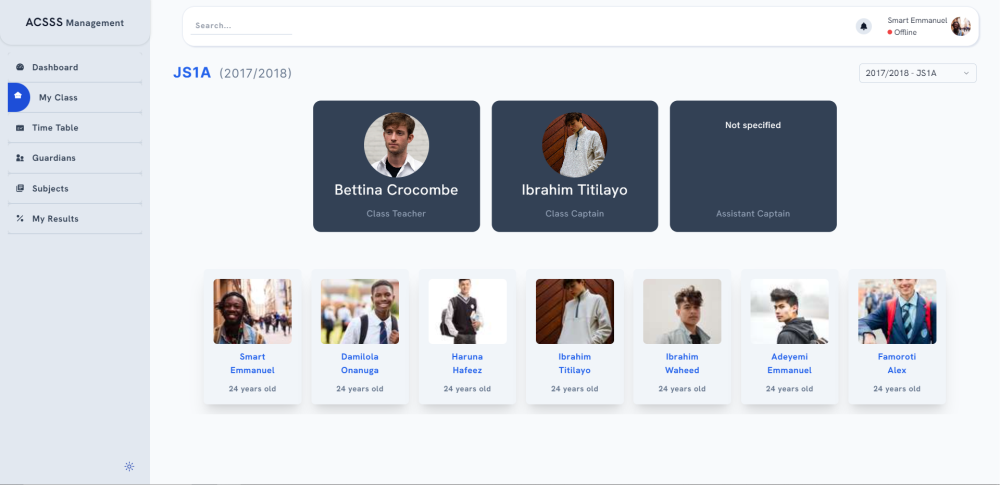 ACSSS Management
Search...
Smart Emmanuel
Offline
Dashboard
My Class
Time Table
Guardians
Subjects
My Results
JS1A (2017/2018)
2017/2018 - JS1A
Bettina Crocombe
Class Teacher
Ibrahim Titilayo
Class Captain
Not specified
Assistant Captain
Smart
Emmanuel
24 years old
Damilola
Onanuga
24 years old
Haruna
Hafeez
24 years old
Ibrahim
Titilayo
24 years old
Ibrahim
Waheed
24 years old
Adeyemi
Emmanuel
24 years old
Famoroti
Alex
24 years old